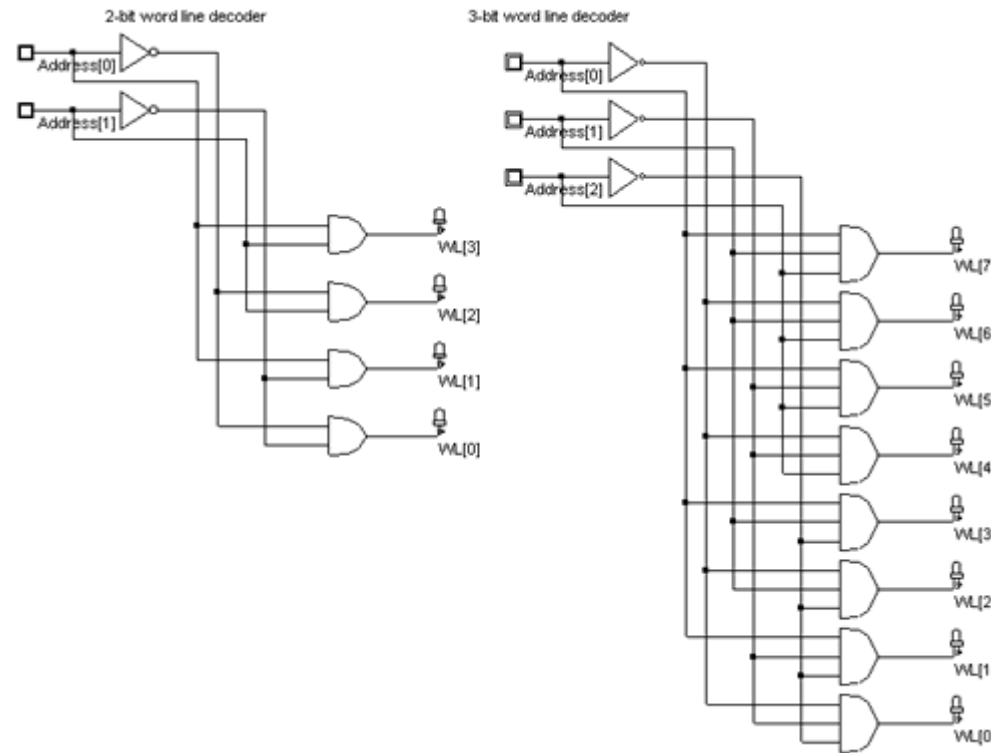 2-bit word line decoder
Address[0]
Address[1]
WL[3]
WL[2]
WL[1]
WL[0]
3-bit word line decoder
Address[0]
Address[1]
Address[2]
WL[7
WL[6
WL[5
WL[4
WL[3
WL[2
WL[1
WL[0